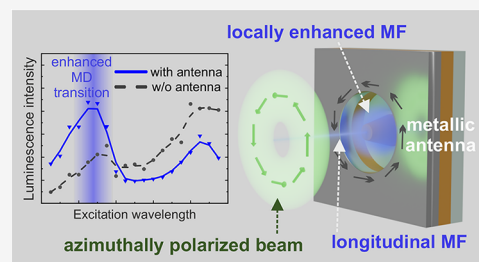 locally enhanced MF
enhanced
MD
transition
with antenna
w/o antenna
Luminescence intensity
Excitation wavelength
metallic
antenna
azimuthally polarized beam
longitudinal MF